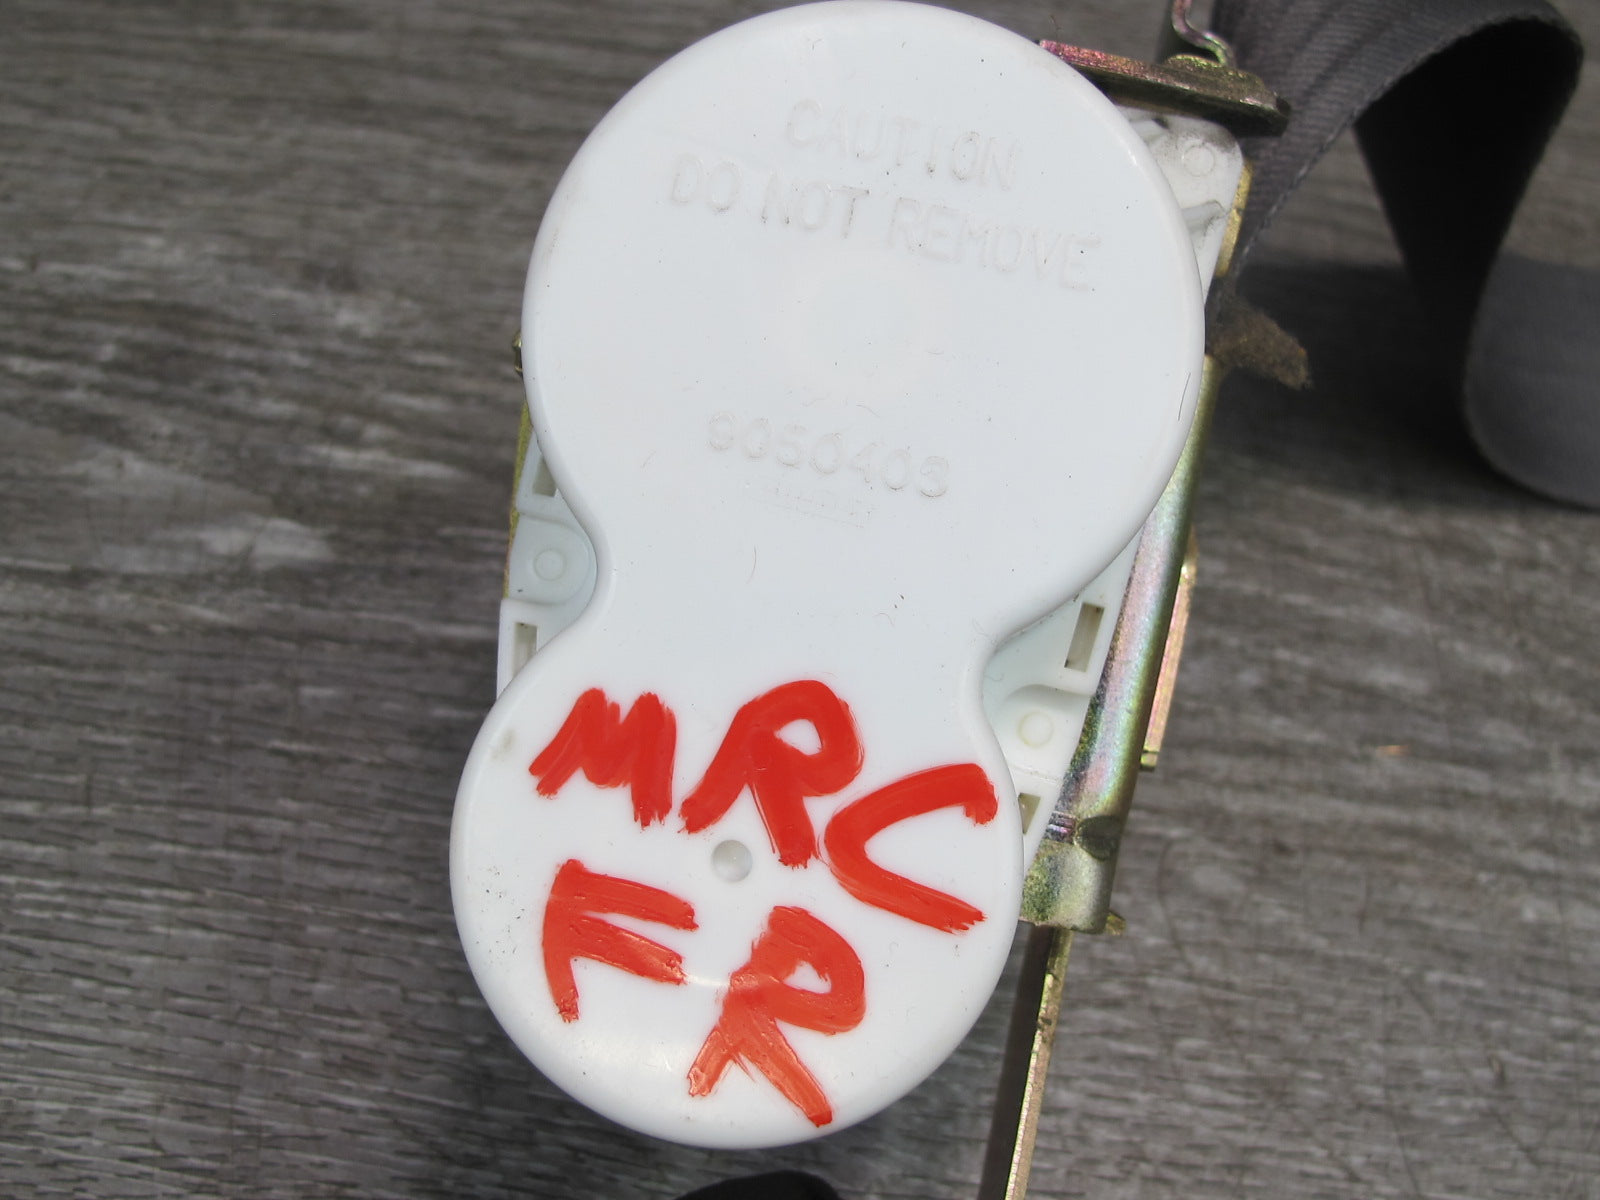 CAUTION
DO NOT REMOVE
9050403
MRC
FR